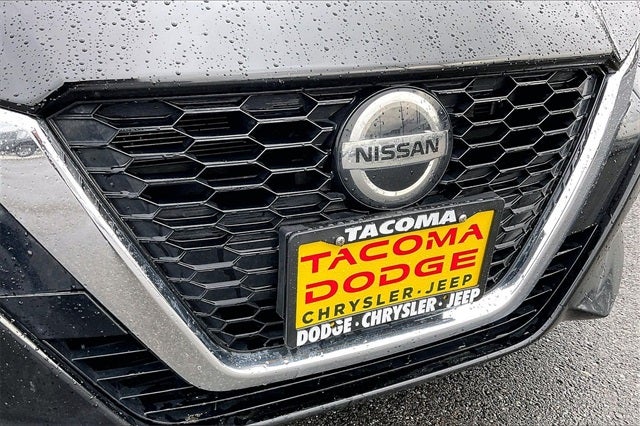 NISSAN
TACOMA
TACOMA
DODGE
CHRYSLER·JEEP
DODGE · CHRYSLER · JEEP